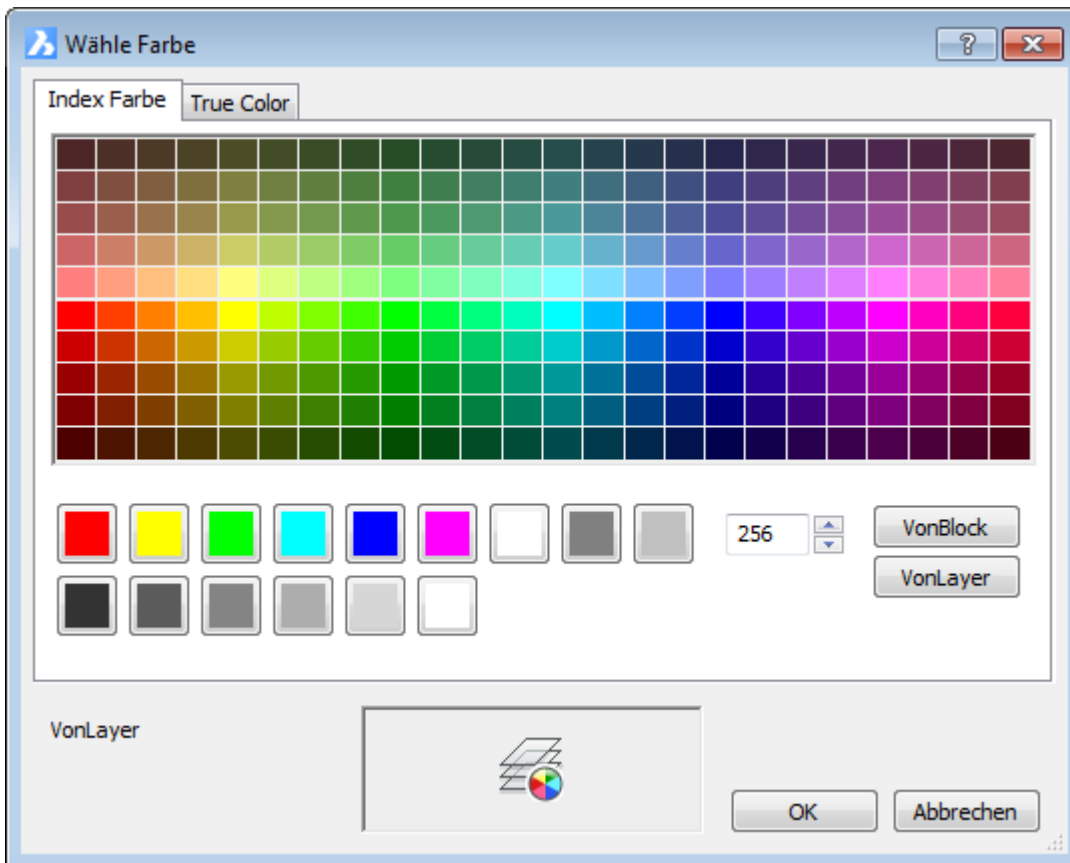 Wähle Farbe
Index Farbe
True Color
256
VonBlock
VonLayer
VonLayer
OK
Abbrechen